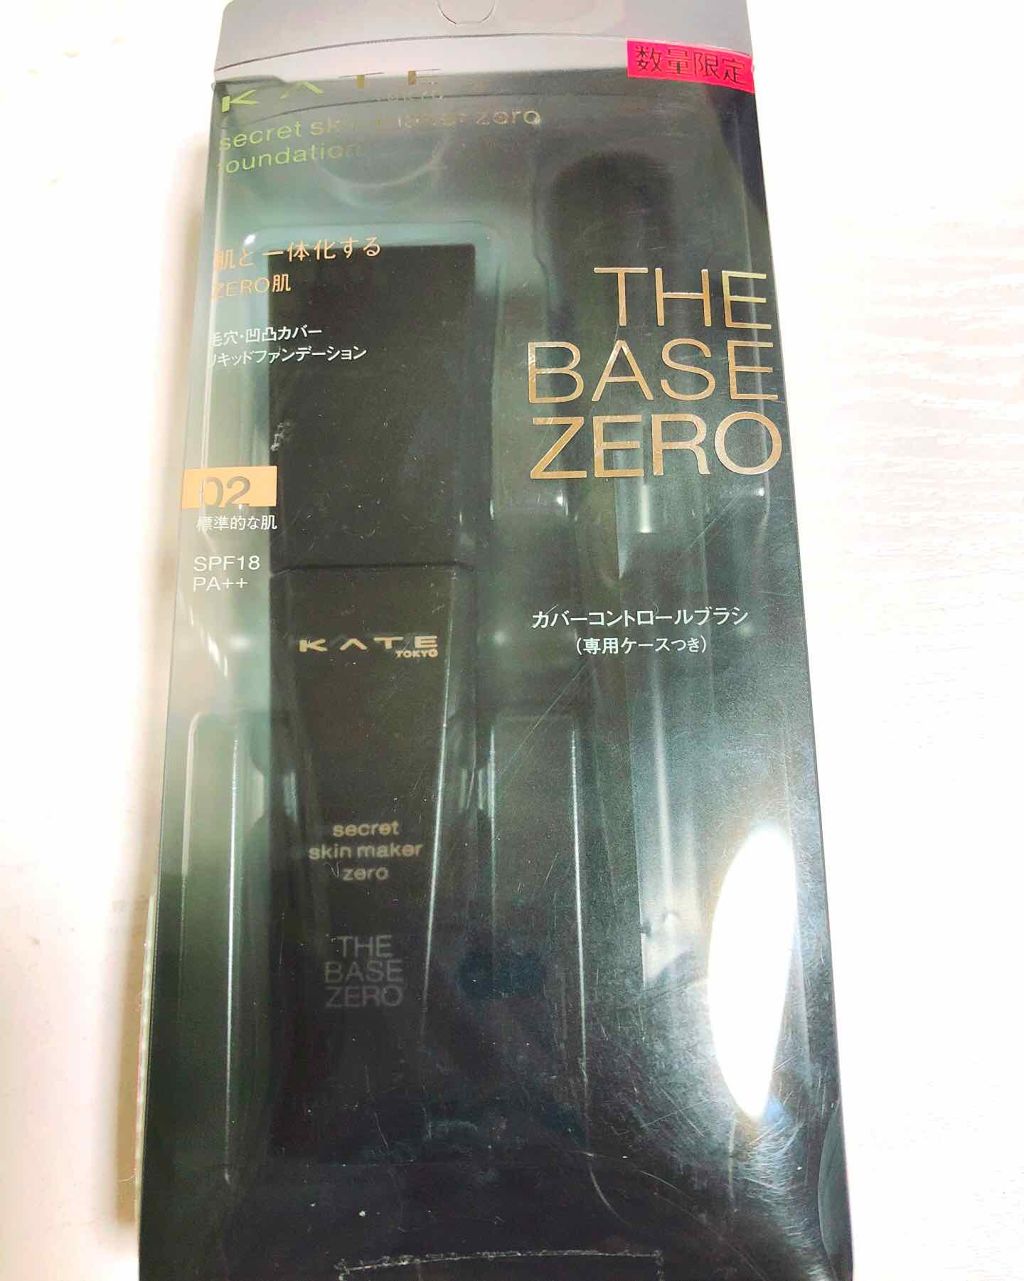 数量限定
KATE
TOKYO
secret skin maker zero
foundation
肌と一体化する
ZERO肌
毛穴・凹凸カバー
リキッドファンデーション
THE
BASE
ZERO
02
標準的な肌
SPF18
PA++
カバーコントロールブラシ
(専用ケースつき)
KATE
TOKYO
secret
skin maker
zero
THE
BASE
ZERO